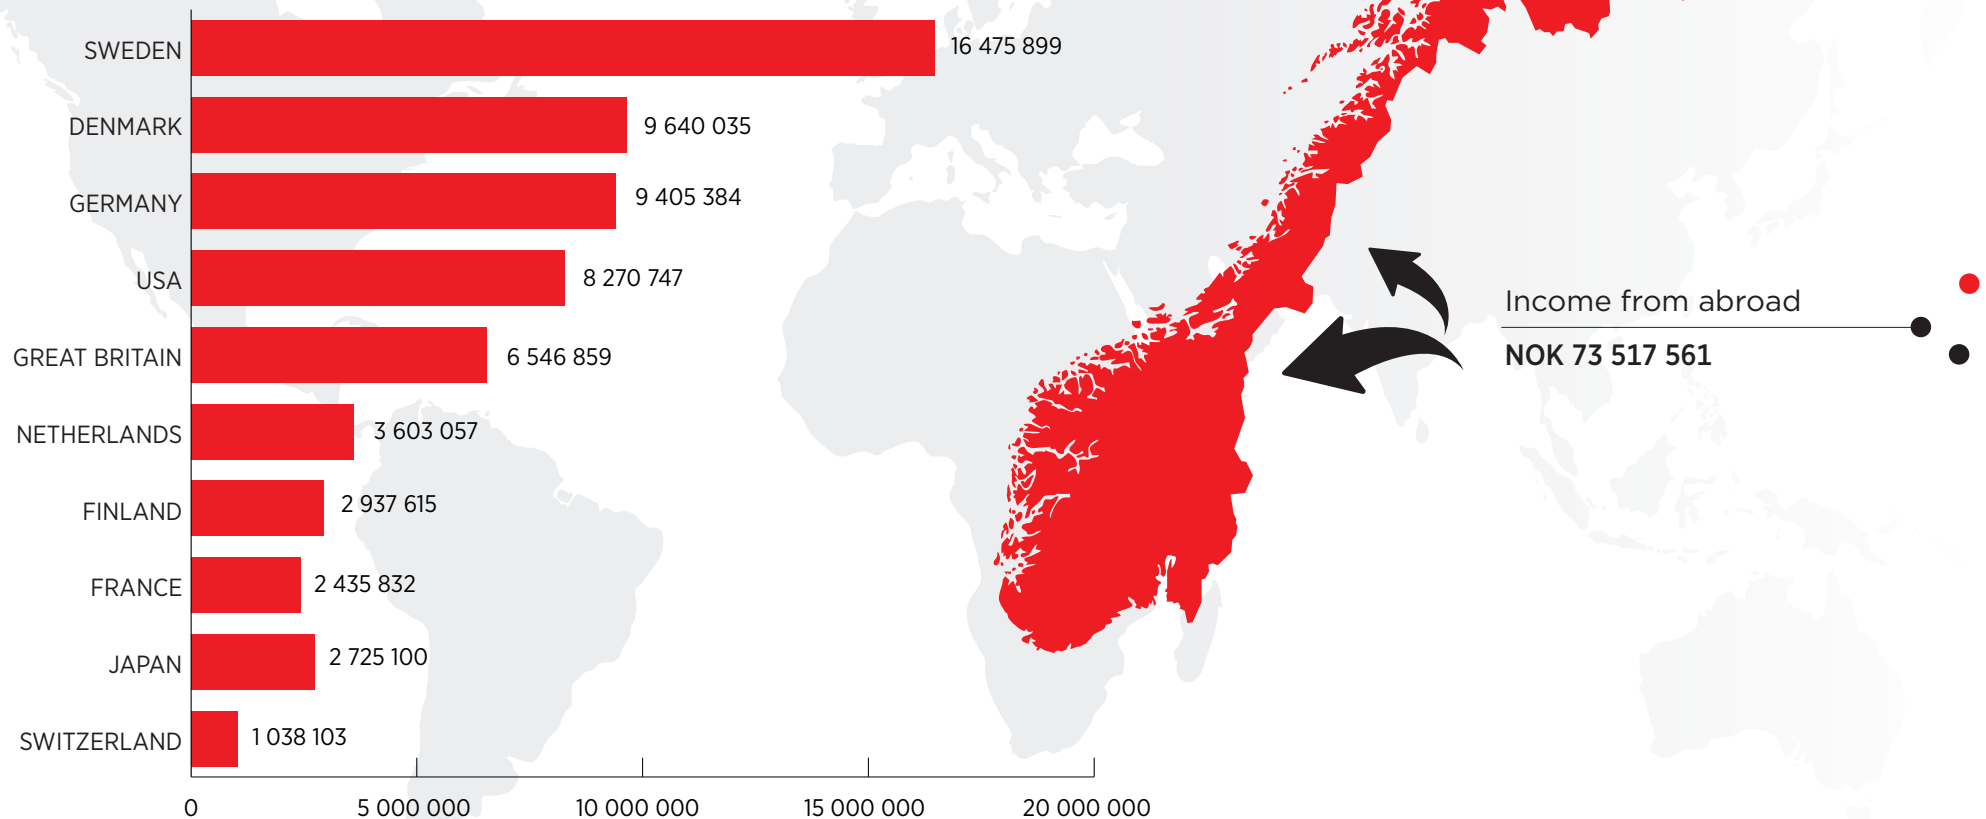 SWEDEN 16 475 899
DENMARK 9 640 035
GERMANY 9 405 384
USA 8 270 747
GREAT BRITAIN 6 546 859
NETHERLANDS 3 603 057
FINLAND 2 937 615
FRANCE 2 435 832
JAPAN 2 725 100
SWITZERLAND 1 038 103
0 5 000 000 10 000 000 15 000 000 20 000 000
Income from abroad
NOK 73 517 561